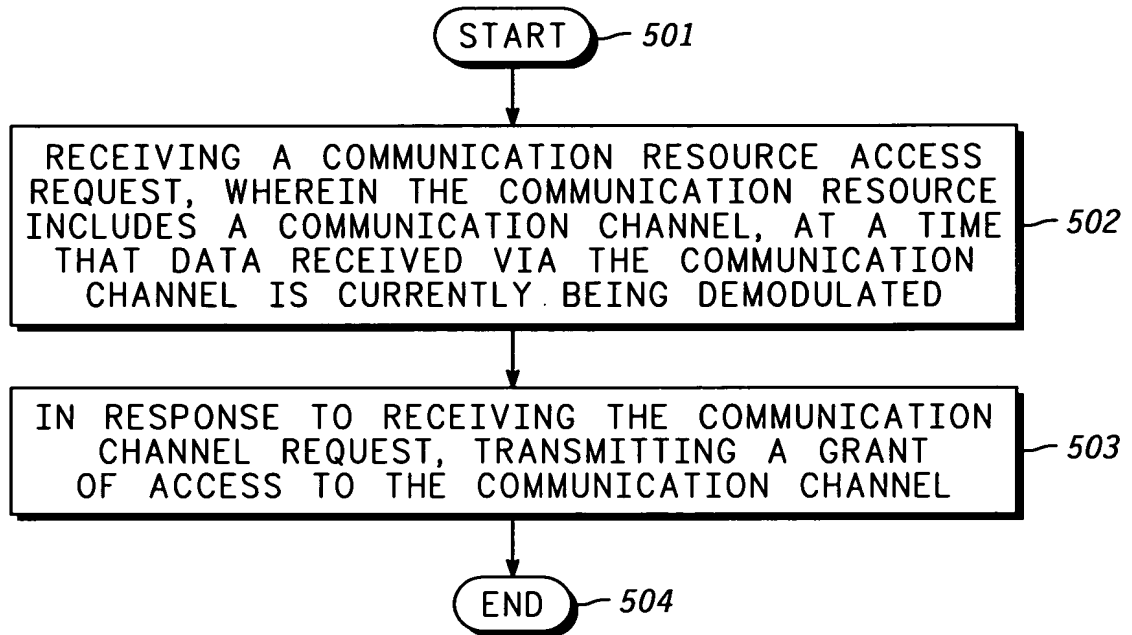 START 501
RECEIVING A COMMUNICATION RESOURCE ACCESS
REQUEST, WHEREIN THE COMMUNICATION RESOURCE
INCLUDES A COMMUNICATION CHANNEL, AT A TIME
THAT DATA RECEIVED VIA THE COMMUNICATION
CHANNEL IS CURRENTLY BEING DEMODULATED
502
IN RESPONSE TO RECEIVING THE COMMUNICATION
CHANNEL REQUEST, TRANSMITTING A GRANT
OF ACCESS TO THE COMMUNICATION CHANNEL
503
END 504